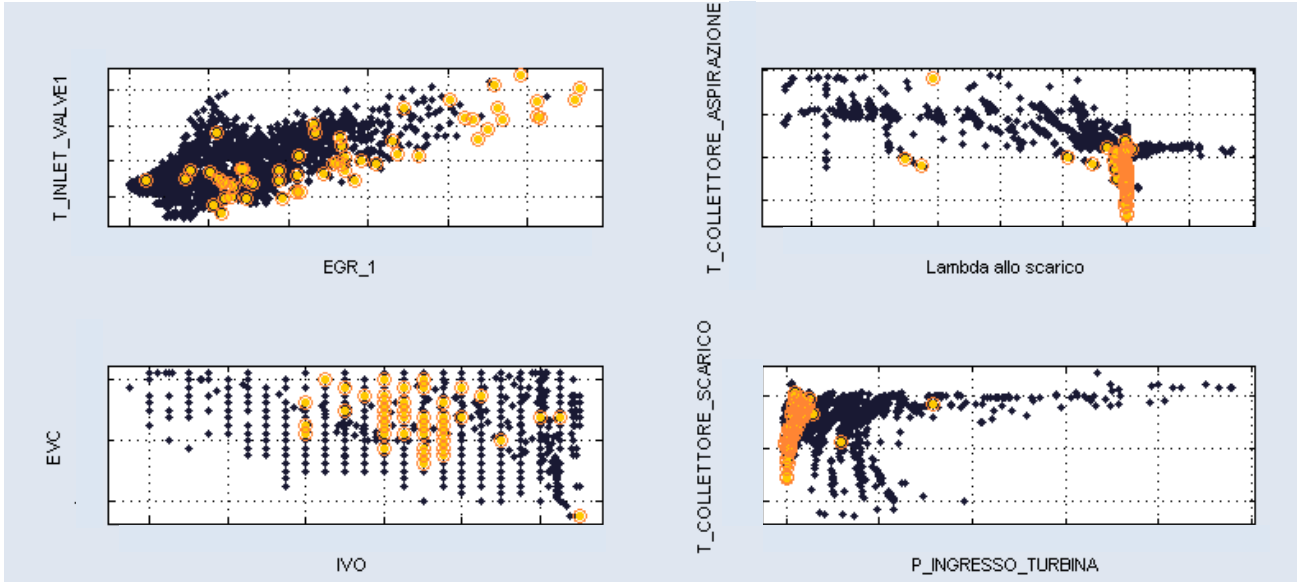 T_INLET_VALVE1
EGR_1
T_COLLETTORE_ASPIRAZIONE
Lambda allo scarico
EVC
IVO
T_COLLETTORE_SCARICO
P_INGRESSO_TURBINA